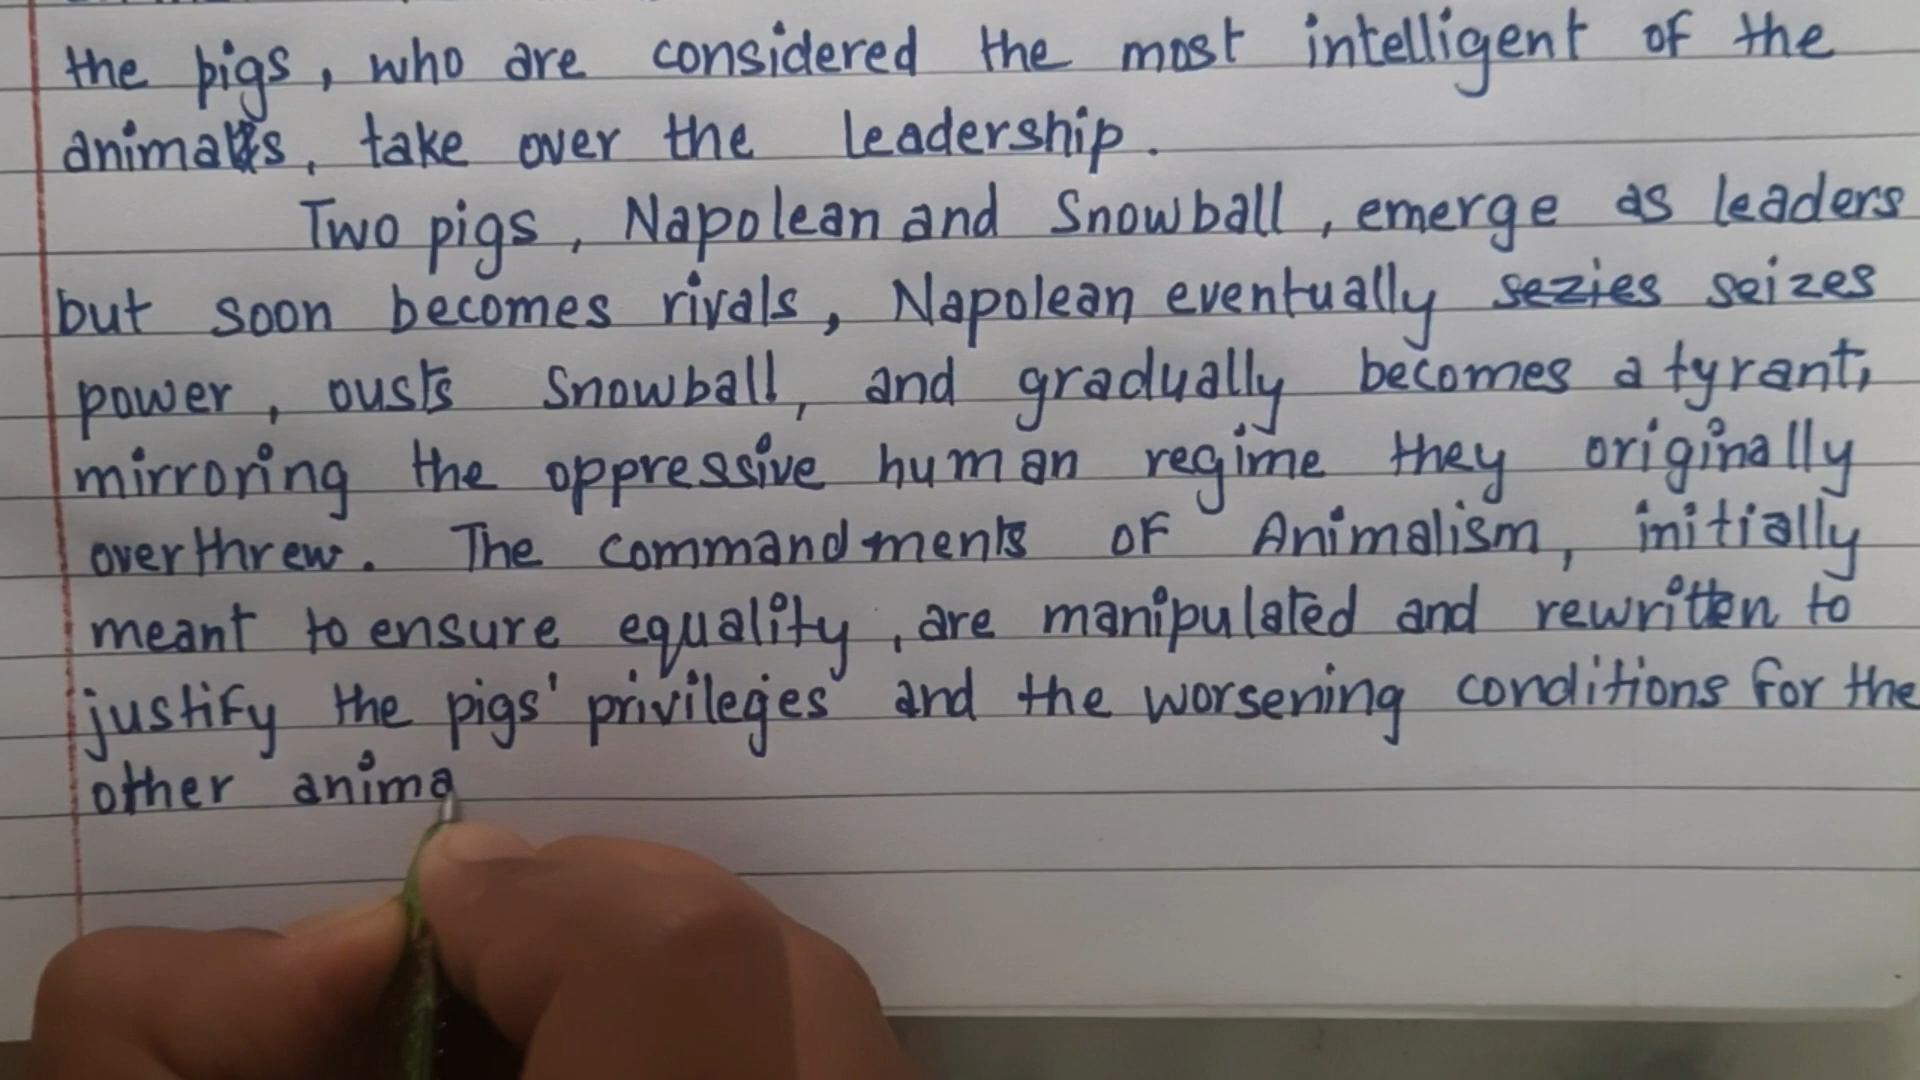 the pigs, who are considered the most intelligent of the
animals, take over the leadership.
Two pigs, Napolean and Snowball, emerge as leaders
but soon becomes rivals, Napolean eventually sezies seizes
power, ousts Snowball, and gradually becomes a tyrant,
mirroring the oppressive human regime they originally
overthrew. The commandments of Animalism, initially
meant to ensure equality, are manipulated and rewritten to
justify the pigs' privileges and the worsening conditions for the
other anima